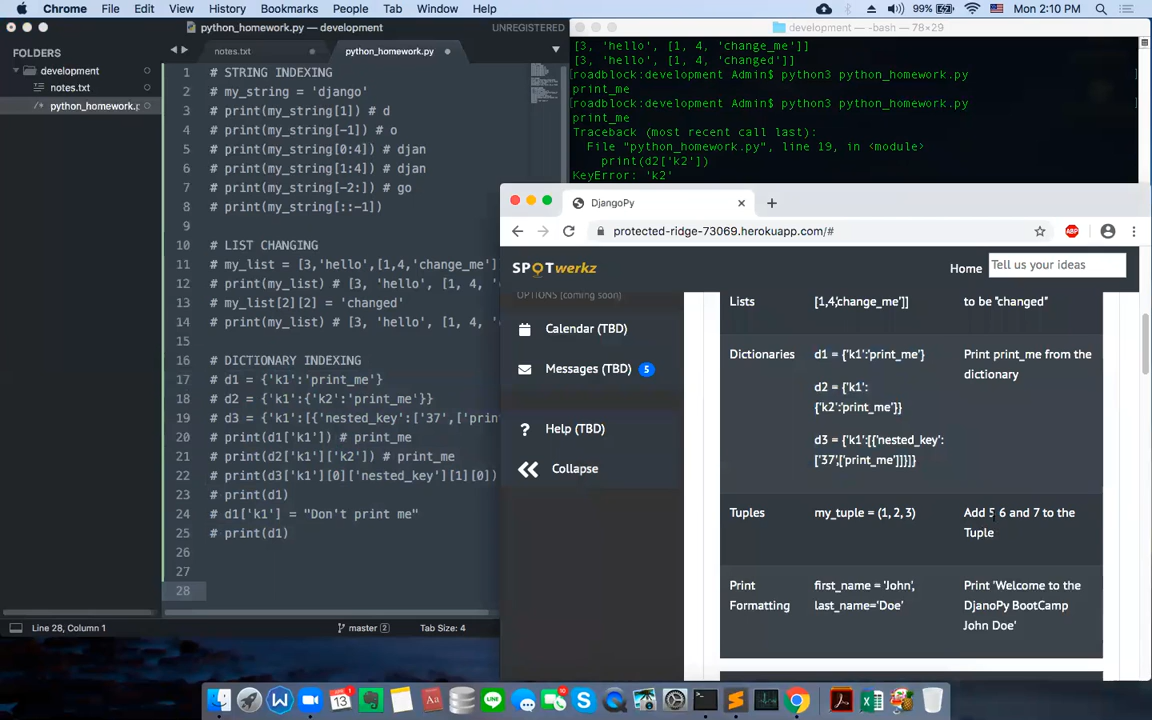 Chrome File Edit View History Bookmarks People Tab Window Help 99% Mon 2:10 PM
python_homework.py — development UNREGISTERED
development — -bash — 78×29
FOLDERS
development
notes.txt
python_homework.p
notes.txt
python_homework.py
1 # STRING INDEXING
2 # my_string = 'django'
3 # print(my_string[1] # d
4 # print(my_string[-1] # o
5 # print(my_string[0:4]) # djan
6 # print(my_string[1:4] # djan
7 # print(my_string[-2:] # go
8 # print(my_string[::-1])
9
10 # LIST CHANGING
11 # my_list = [3,'hello',[1,4,'change_me']
12 # print(my_list) # [3, 'hello', [1, 4, '
13 # my_list[2][2] = 'changed'
14 # print(my_list) # [3, 'hello', [1, 4, '
15
16 # DICTIONARY INDEXING
17 # d1 = {'k1':'print_me'}
18 # d2 = {'k1':{'k2':'print_me'}}
19 # d3 = {'k1':[{'nested_key':['37',['prin
20 # print(d1['k1']) # print_me
21 # print(d2['k1']['k2']) # print_me
22 # print(d3['k1'][0]['nested_key'][1][0])
23 # print(d1)
24 # d1['k1'] = "Don't print me"
25 # print(d1)
26
27
28
Line 28, Column 1 master 2 Tab Size: 4
[3, 'hello', [1, 4, 'change_me']]
[3, 'hello', [1, 4, 'changed']]
[roadblock:development Admin$ python3 python_homework.py
print_me
[roadblock:development Admin$ python3 python_homework.py
print_me
Traceback (most recent call last):
File "python_homework.py", line 19, in <module>
print(d2['k2'])
KeyError: 'k2'
DjangoPy
protected-ridge-73069.herokuapp.com/#
ABP
SPOTwerkz
Home
Tell us your ideas
OPTIONS (coming soon)
Calendar (TBD)
Messages (TBD) 5
Help (TBD)
Collapse
Lists [1,4,'change_me']] to be "changed"
Dictionaries d1 = {'k1':'print_me'} Print print_me from the
dictionary
d2 = {'k1':
{'k2':'print_me'}}
d3 = {'k1':[{'nested_key':
['37',['print_me']]}]}
Tuples my_tuple = (1, 2, 3) Add 5 6 and 7 to the
Tuple
Print first_name = 'John', Print 'Welcome to the
Formatting last_name='Doe' DjanoPy BootCamp
John Doe'